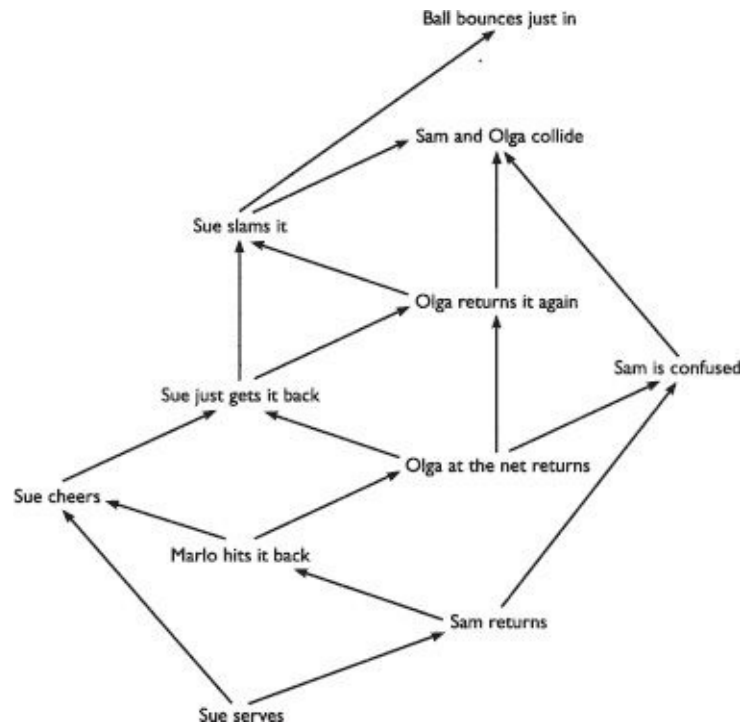 Ball bounces just in
Sam and Olga collide
Sue slams it
Olga returns it again
Sam is confused
Sue just gets it back
Olga at the net returns
Sue cheers
Marlo hits it back
Sam returns
Sue serves